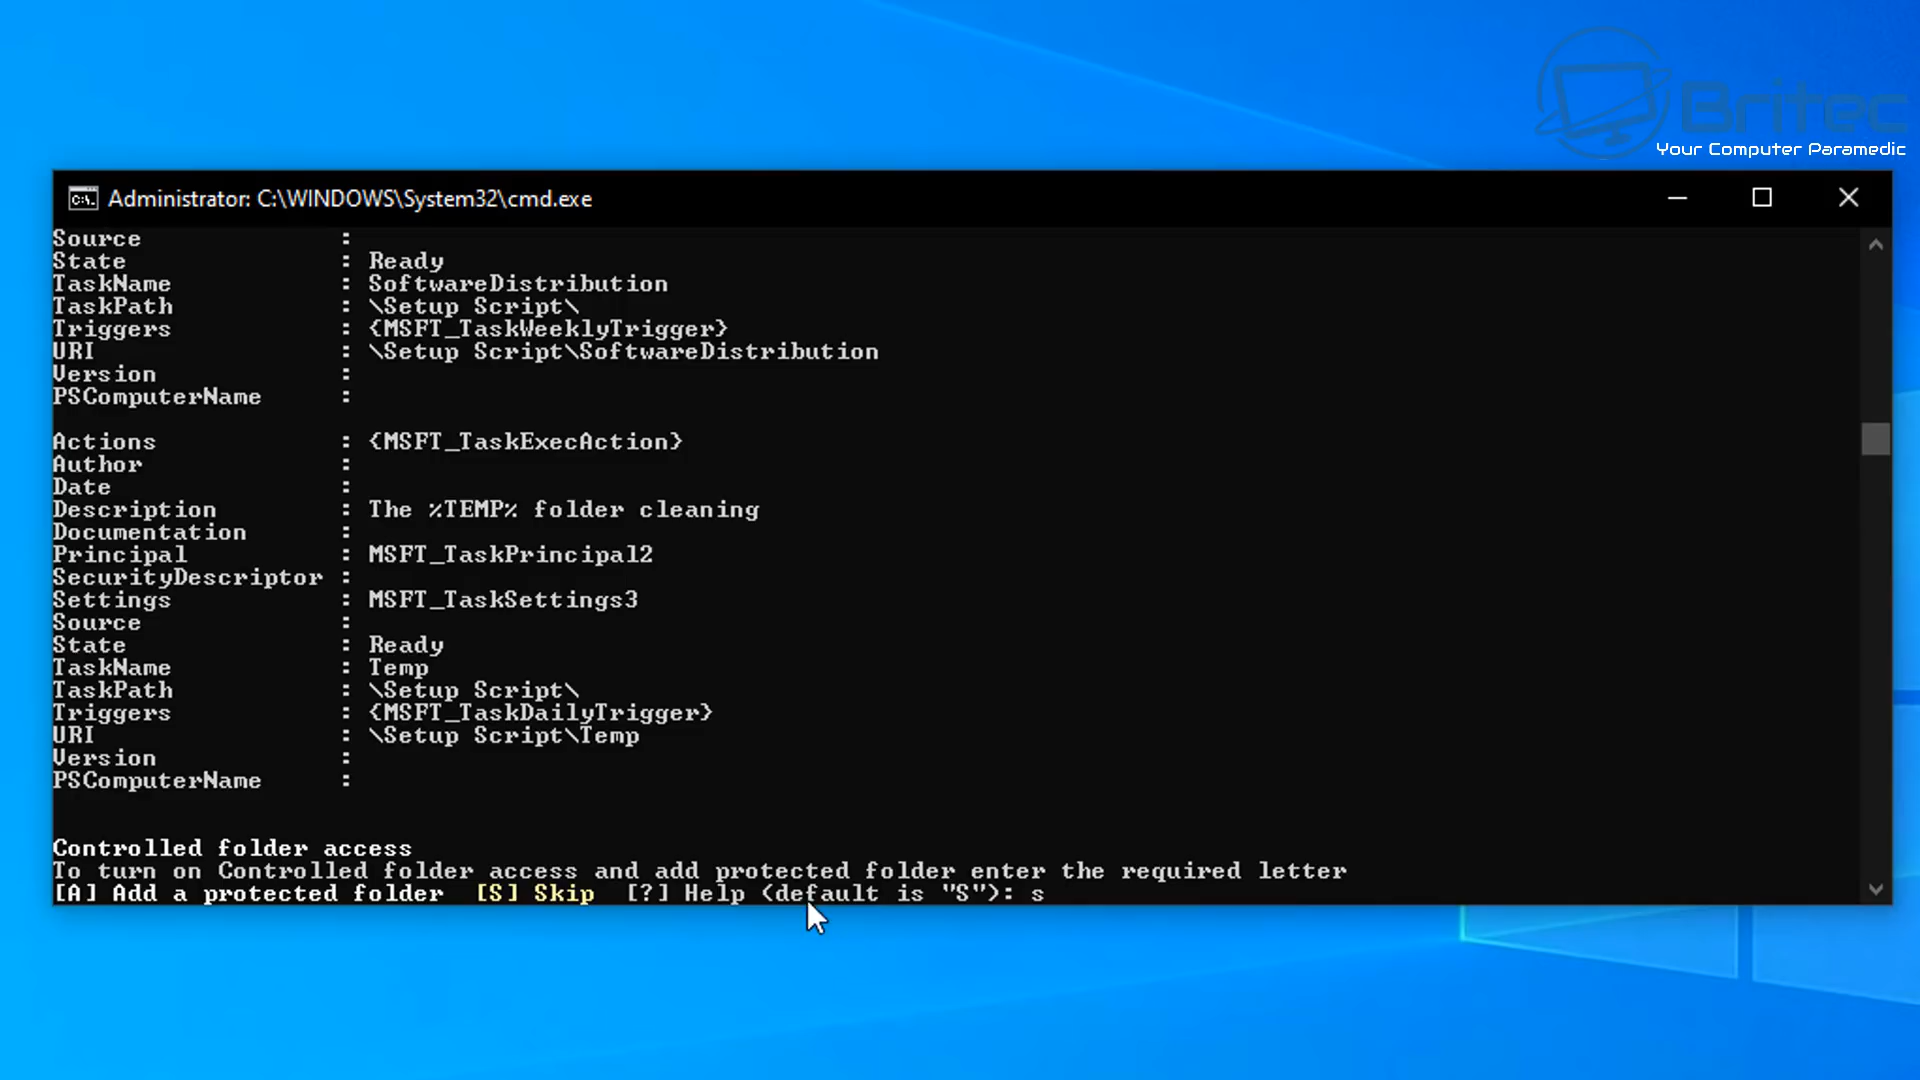 Britec
Your Computer Paramedic
Administrator: C:\WINDOWS\System32\cmd.exe
Source             :
State              : Ready
TaskName           : SoftwareDistribution
TaskPath           : \Setup Script\
Triggers           : {MSFT_TaskWeeklyTrigger}
URI                : \Setup Script\SoftwareDistribution
Version            :
PSComputerName     :
Actions            : {MSFT_TaskExecAction}
Author             :
Date               :
Description        : The %TEMP% folder cleaning
Documentation      :
Principal          : MSFT_TaskPrincipal2
SecurityDescriptor :
Settings           : MSFT_TaskSettings3
Source             :
State              : Ready
TaskName           : Temp
TaskPath           : \Setup Script\
Triggers           : {MSFT_TaskDailyTrigger}
URI                : \Setup Script\Temp
Version            :
PSComputerName     :
Controlled folder access
To turn on Controlled folder access and add protected folder enter the required letter
[A] Add a protected folder  [S] Skip  [?] Help (default is "S"): s